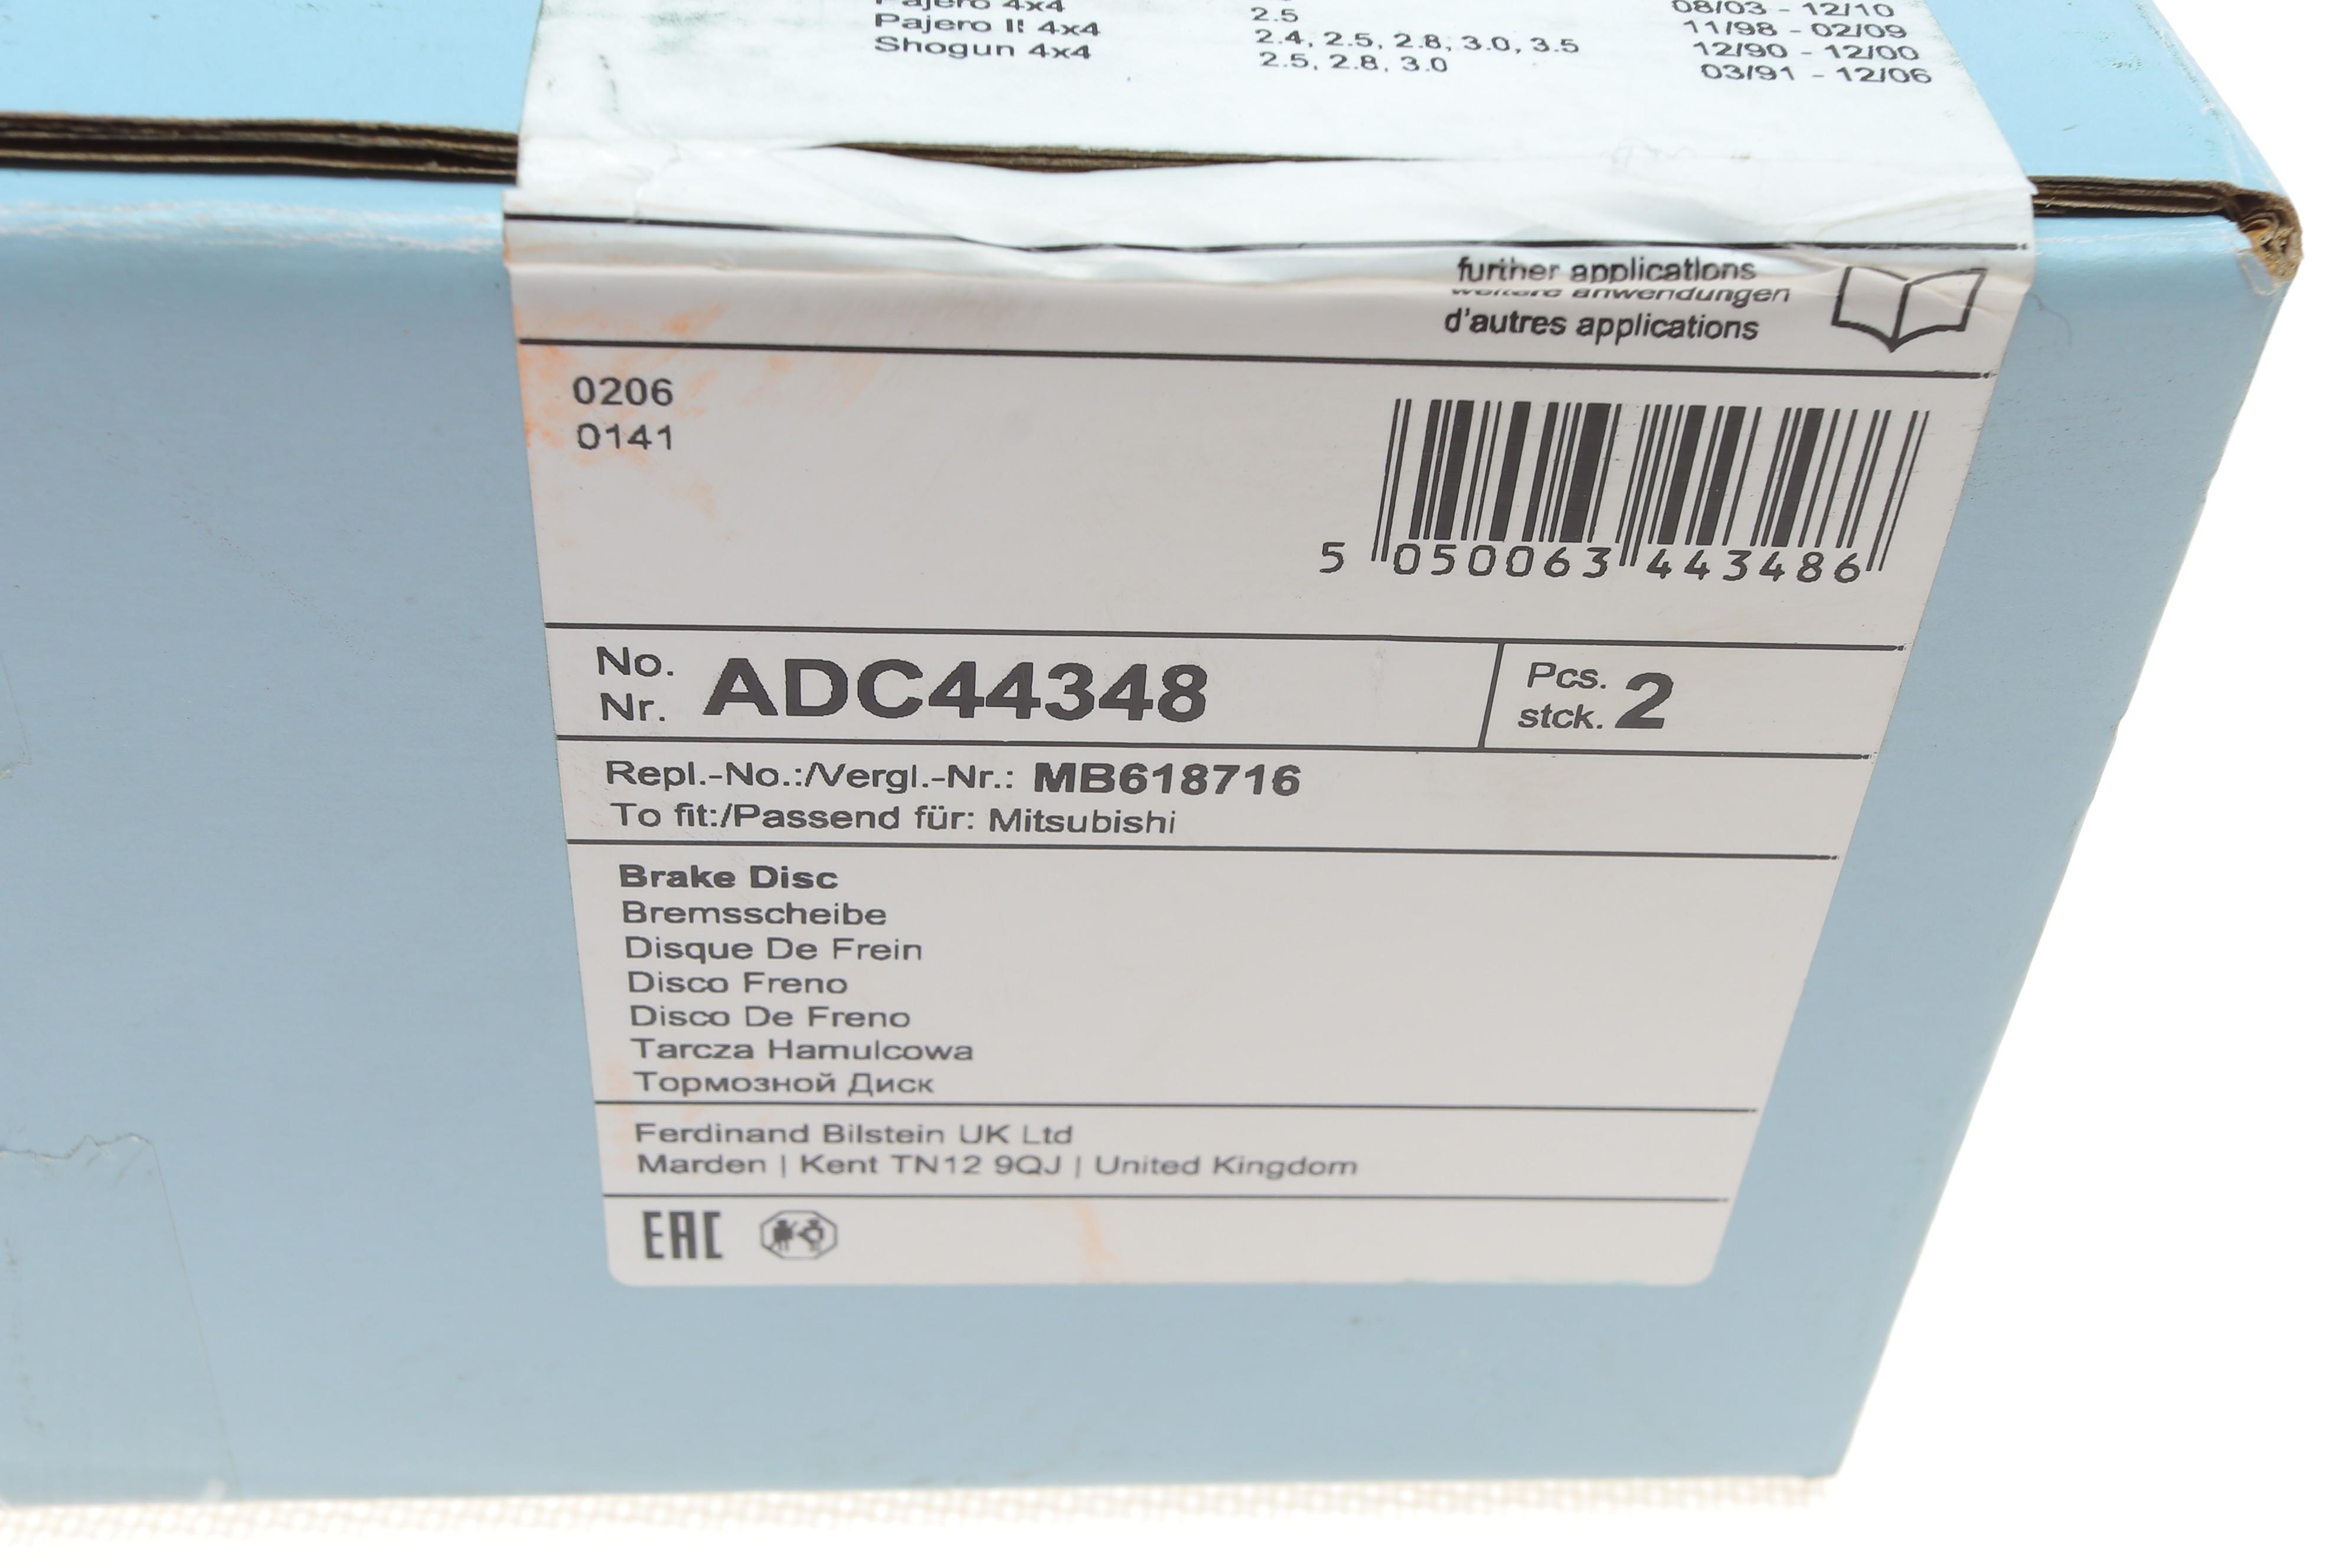 Pajero 4x4 2.5 08/03 - 12/10
Pajero II 4x4 2.4, 2.5, 2.8, 3.0, 3.5 11/98 - 02/09
Shogun 4x4 2.5, 2.8, 3.0 12/90 - 12/00
03/91 - 12/06
further applications
weitere anwendungen
d'autres applications
0206
0141
5 050063 443486
No.
Nr. ADC44348
Pcs.
stck. 2
Repl.-No.:/Vergl.-Nr.: MB618716
To fit:/Passend für: Mitsubishi
Brake Disc
Bremsscheibe
Disque De Frein
Disco Freno
Disco De Freno
Tarcza Hamulcowa
Тормозной Диск
Ferdinand Bilstein UK Ltd
Marden | Kent TN12 9QJ | United Kingdom
EAC